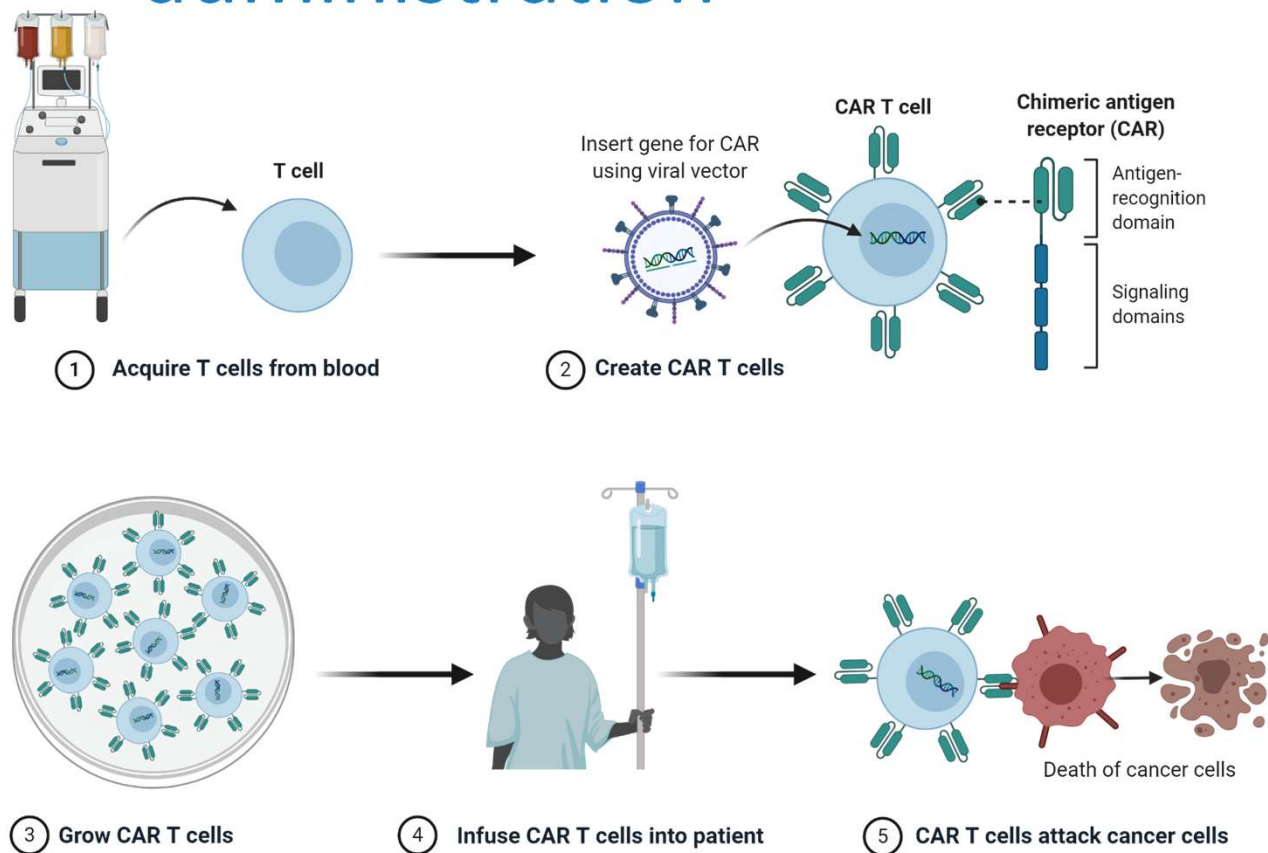 administration
T cell
Insert gene for CAR
using viral vector
CAR T cell
Chimeric antigen
receptor (CAR)
Antigen-
recognition
domain
Signaling
domains
1 Acquire T cells from blood
2 Create CAR T cells
Death of cancer cells
3 Grow CAR T cells
4 Infuse CAR T cells into patient
5 CAR T cells attack cancer cells